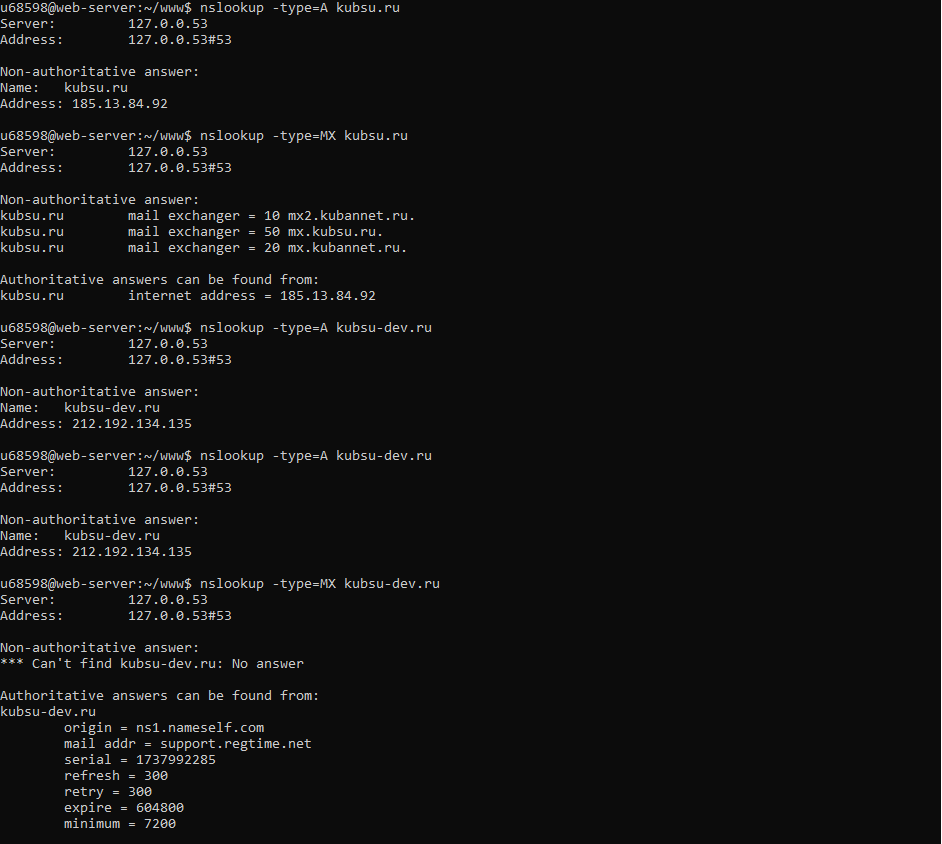 u68598@web-server:~/www$ nslookup -type=A kubsu.ru
Server:         127.0.0.53
Address:        127.0.0.53#53

Non-authoritative answer:
Name:   kubsu.ru
Address: 185.13.84.92

u68598@web-server:~/www$ nslookup -type=MX kubsu.ru
Server:         127.0.0.53
Address:        127.0.0.53#53

Non-authoritative answer:
kubsu.ru        mail exchanger = 10 mx2.kubannet.ru.
kubsu.ru        mail exchanger = 50 mx.kubsu.ru.
kubsu.ru        mail exchanger = 20 mx.kubannet.ru.

Authoritative answers can be found from:
kubsu.ru        internet address = 185.13.84.92

u68598@web-server:~/www$ nslookup -type=A kubsu-dev.ru
Server:         127.0.0.53
Address:        127.0.0.53#53

Non-authoritative answer:
Name:   kubsu-dev.ru
Address: 212.192.134.135

u68598@web-server:~/www$ nslookup -type=A kubsu-dev.ru
Server:         127.0.0.53
Address:        127.0.0.53#53

Non-authoritative answer:
Name:   kubsu-dev.ru
Address: 212.192.134.135

u68598@web-server:~/www$ nslookup -type=MX kubsu-dev.ru
Server:         127.0.0.53
Address:        127.0.0.53#53

Non-authoritative answer:
*** Can't find kubsu-dev.ru: No answer

Authoritative answers can be found from:
kubsu-dev.ru
        origin = ns1.nameself.com
        mail addr = support.regtime.net
        serial = 1737992285
        refresh = 300
        retry = 300
        expire = 604800
        minimum = 7200